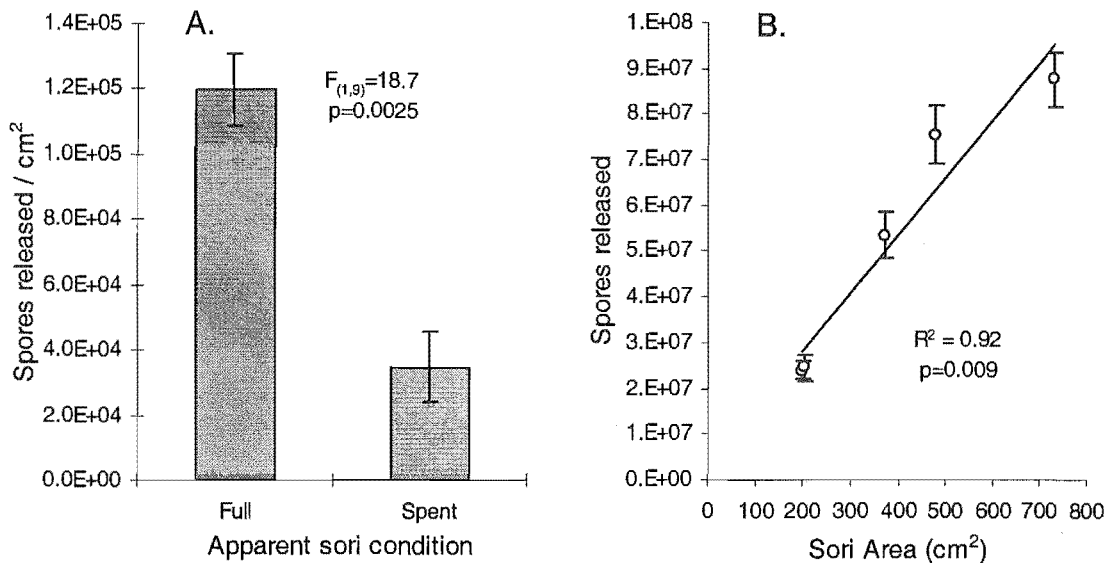 A.
1.4E+05
1.2E+05
1.0E+05
8.0E+04
6.0E+04
4.0E+04
2.0E+04
0.0E+00
Spores released / cm²
F(1,9)=18.7
p=0.0025
Full Spent
Apparent sori condition
B.
1.E+08
9.E+07
8.E+07
7.E+07
6.E+07
5.E+07
4.E+07
3.E+07
2.E+07
1.E+07
0.E+00
Spores released
R² = 0.92
p=0.009
0 100 200 300 400 500 600 700 800
Sori Area (cm²)